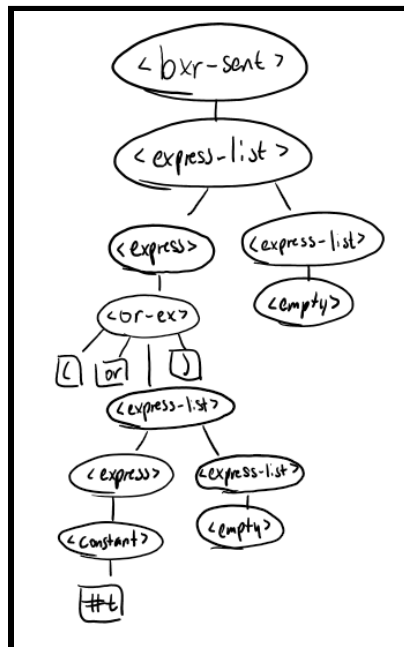 <bxr-sent>
<express-list>
<express> <express-list>
<or-ex> <empty>
( or )
<express-list>
<express> <express-list>
<constant> <empty>
#t